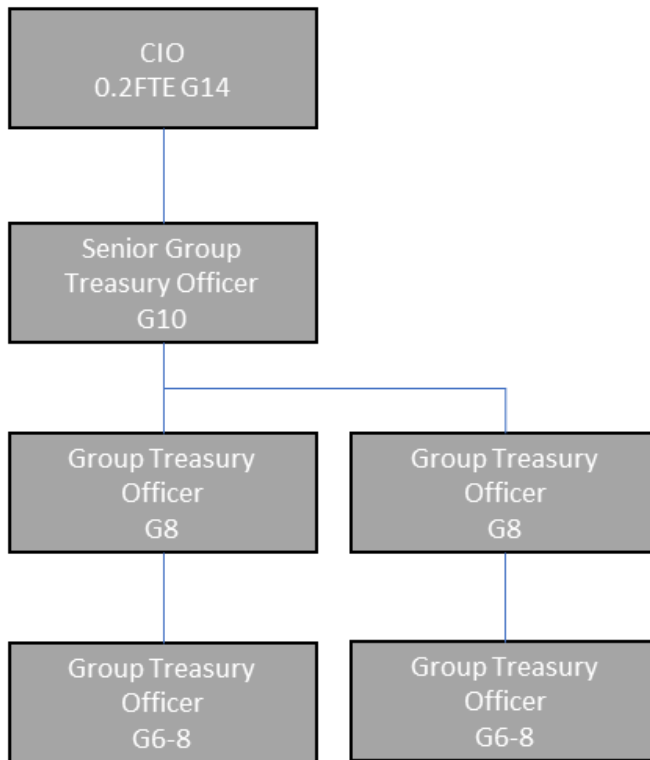 CIO
0.2FTE G14
Senior Group
Treasury Officer
G10
Group Treasury
Officer
G8
Group Treasury
Officer
G8
Group Treasury
Officer
G6-8
Group Treasury
Officer
G6-8